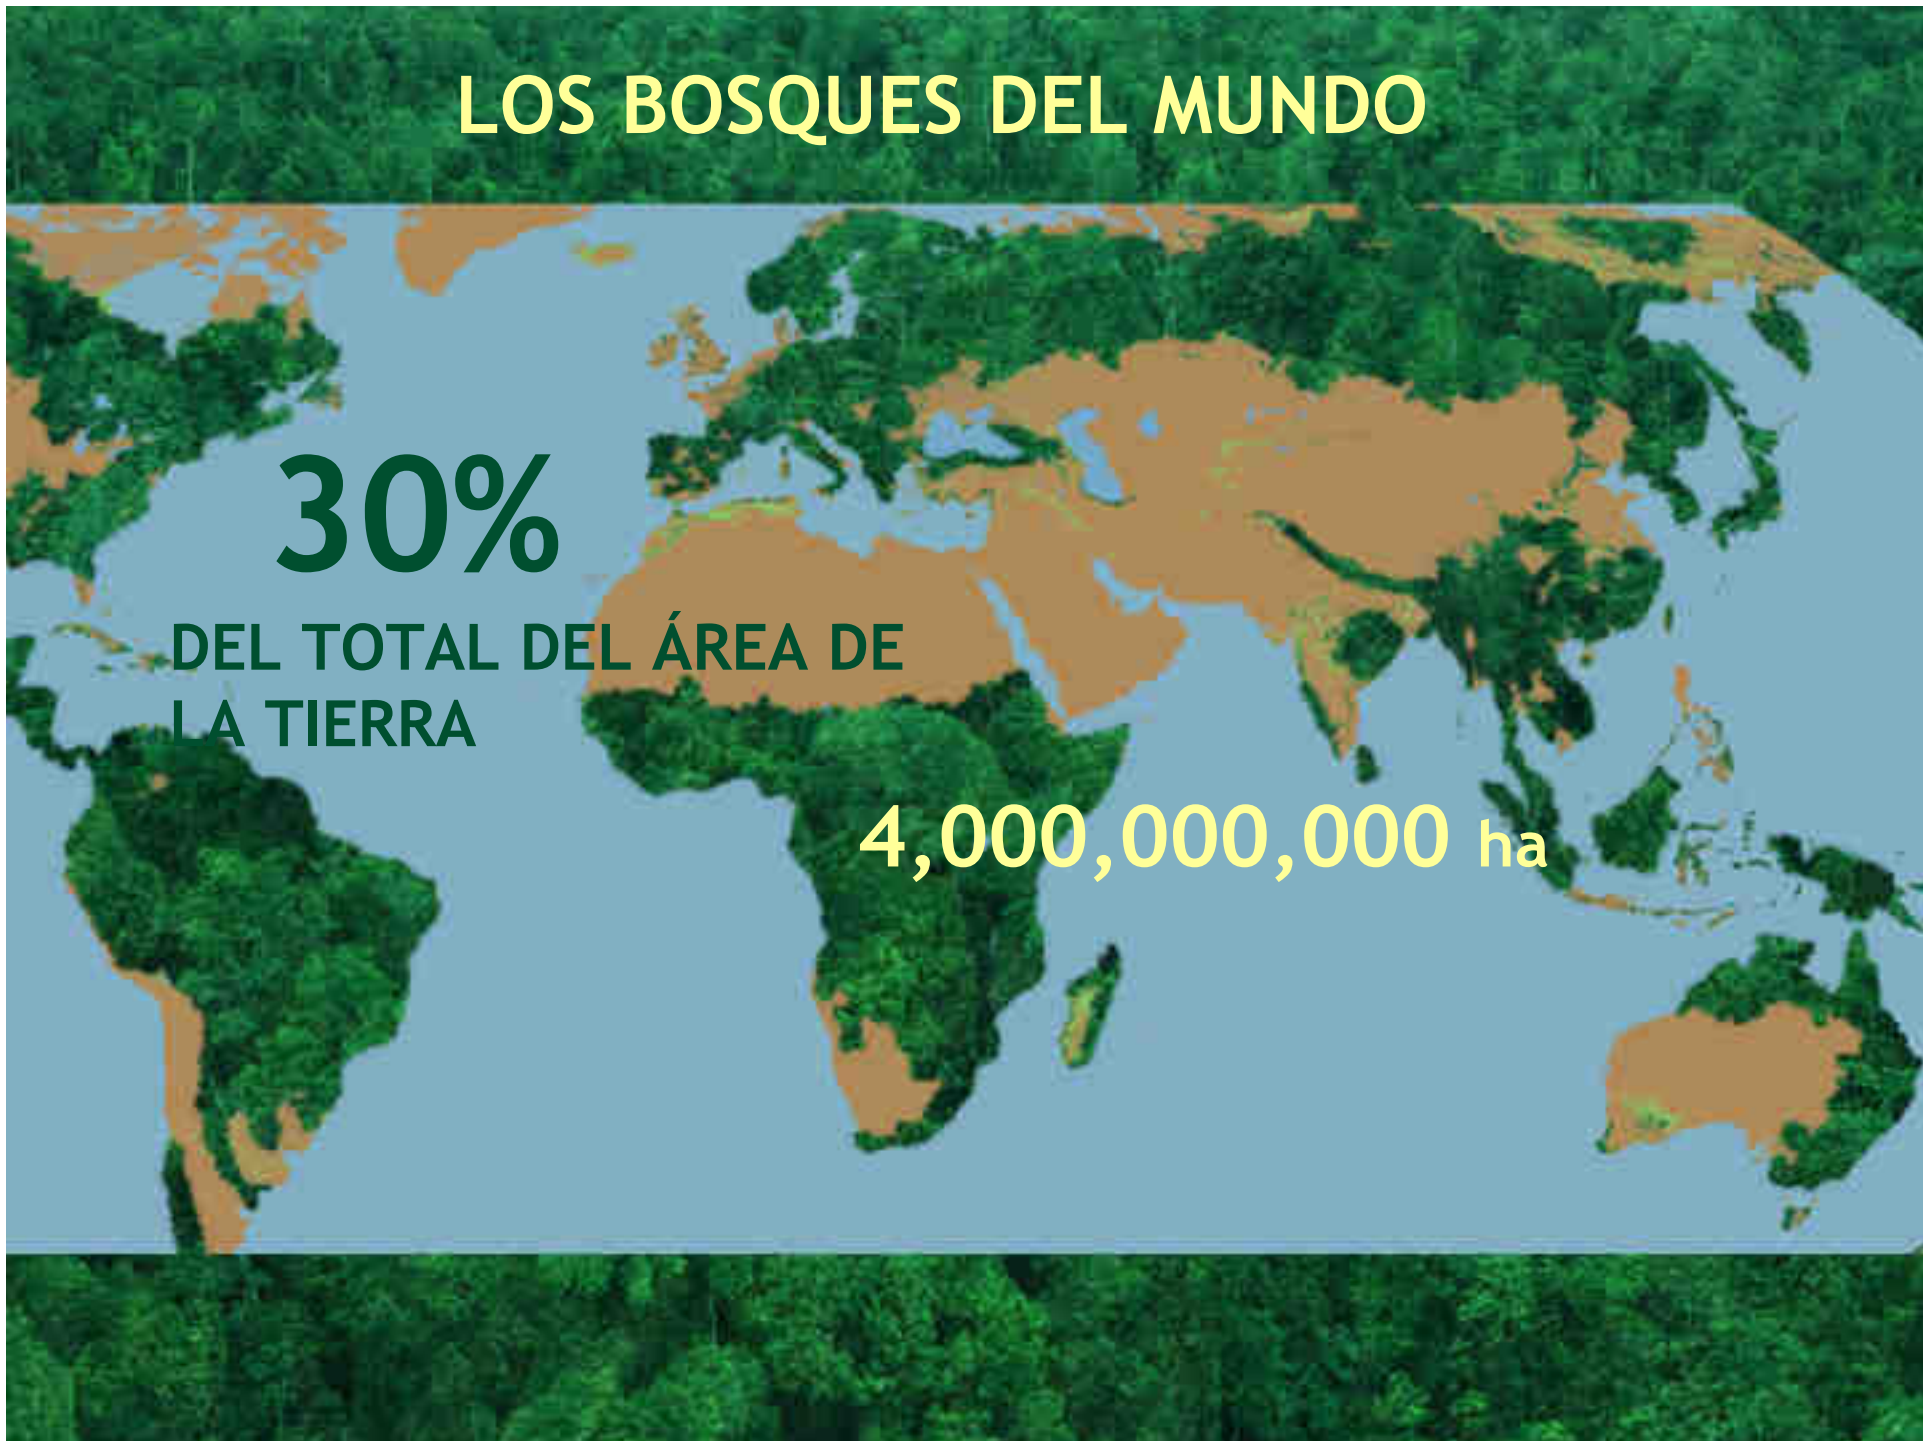 LOS BOSQUES DEL MUNDO
30%
DEL TOTAL DEL ÁREA DE
LA TIERRA
4,000,000,000 ha